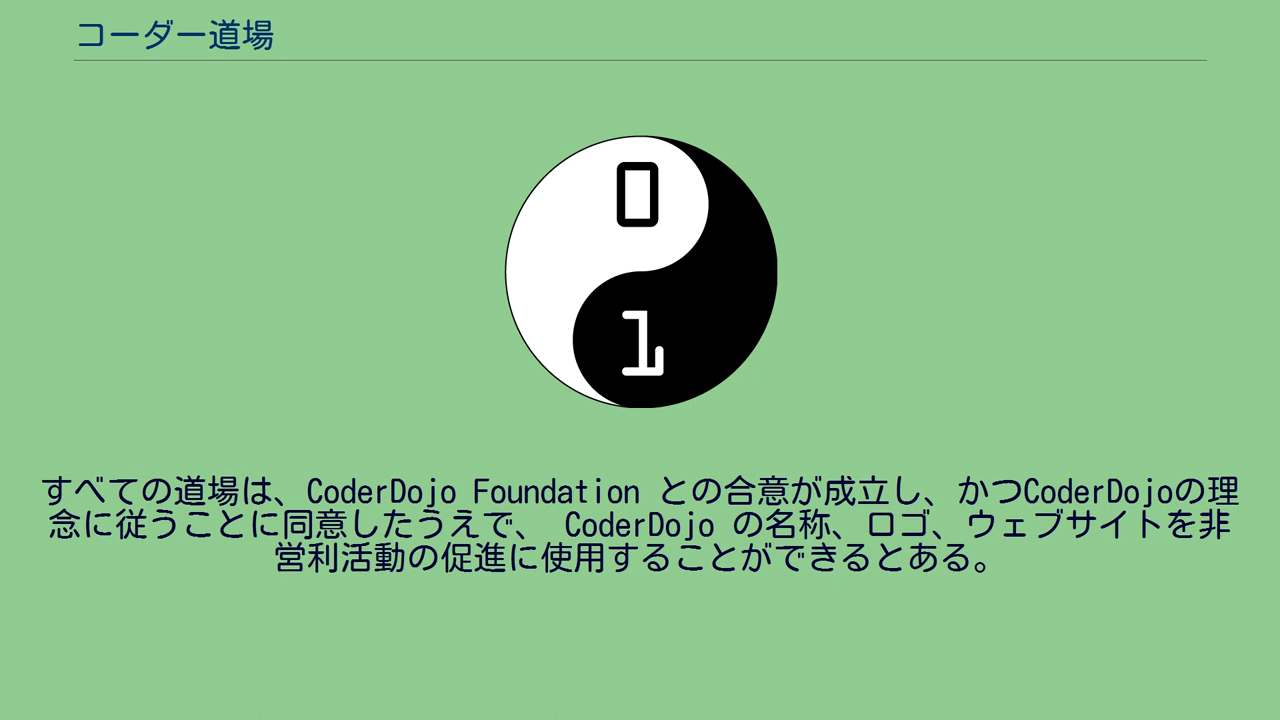 コーダー道場
0
1
すべての道場は、CoderDojo Foundation との合意が成立し、かつCoderDojoの理
念に従うことに同意したうえで、 CoderDojo の名称、ロゴ、ウェブサイトを非
営利活動の促進に使用することができるとある。